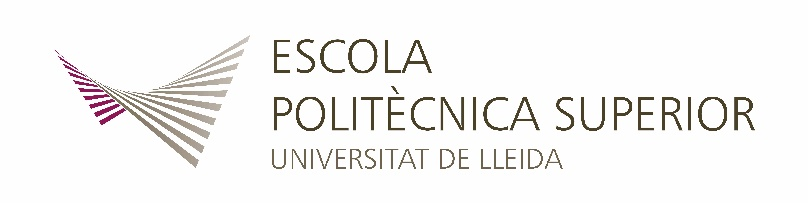 ESCOLA
POLITÈCNICA SUPERIOR
UNIVERSITAT DE LLEIDA